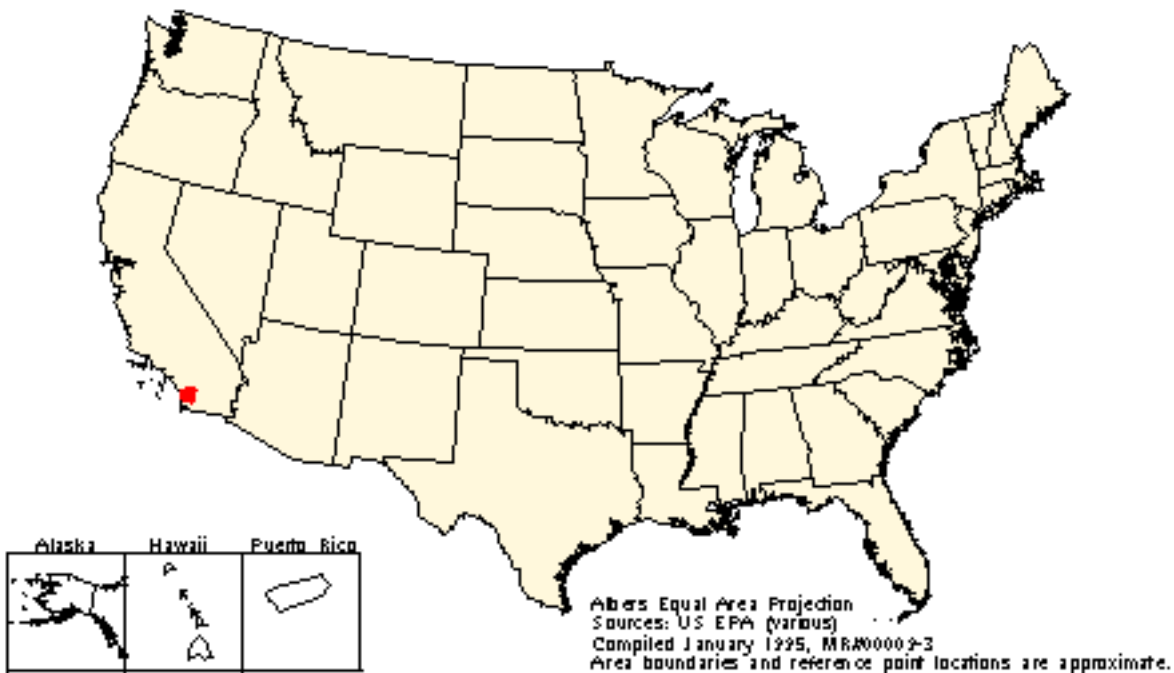 Alaska Hawaii Puerto Rico
Albers Equal Area Projection
Sources: US EPA (various)
Compiled January 1995, MR#00009-3
Area boundaries and reference point locations are approximate.